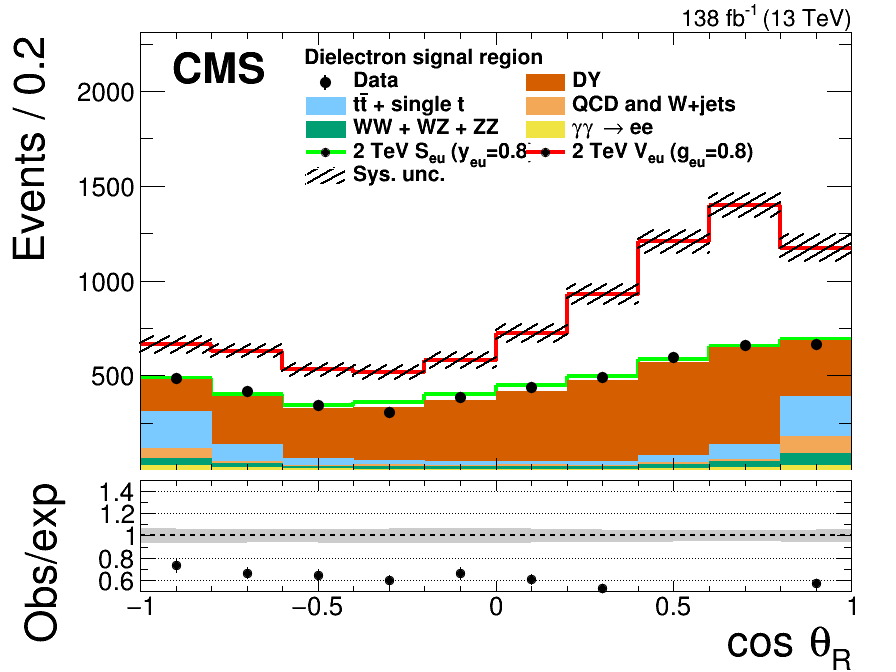 138 fb⁻¹ (13 TeV)
CMS
Dielectron signal region
Data
DY
tt̄ + single t
QCD and W+jets
WW + WZ + ZZ
γγ → ee
2 TeV S_eu (y_eu=0.8)
2 TeV V_eu (g_eu=0.8)
Sys. unc.
Events / 0.2
2000
1500
1000
500
Obs/exp
1.4
1.2
1
0.8
0.6
−1 −0.5 0 0.5 1
cos θ_R